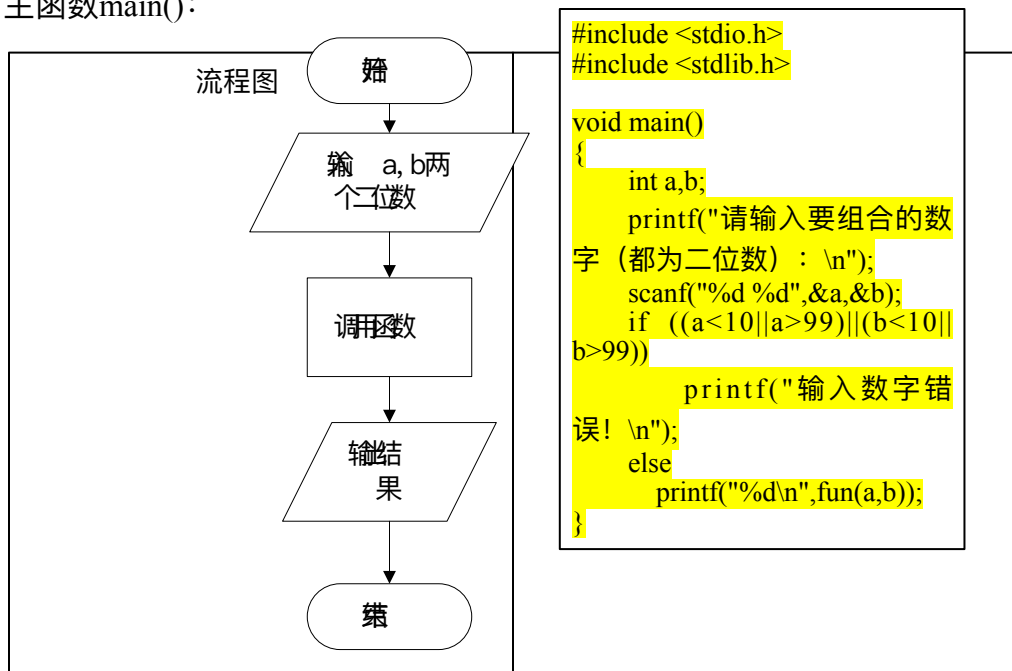 主函数main():
流程图
开始
输入 a, b两
个二位数
调用函数
输出结
果
结束
#include <stdio.h>
#include <stdlib.h>
void main()
{
int a,b;
printf("请输入要组合的数
字（都为二位数）：\n");
scanf("%d %d",&a,&b);
if ((a<10||a>99)||(b<10||
b>99))
printf("输入数字错
误！\n");
else
printf("%d\n",fun(a,b));
}